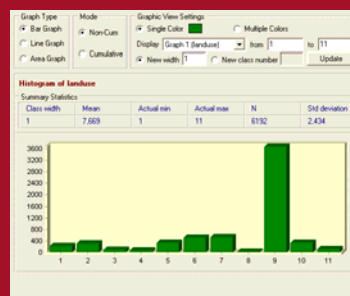 Graph Type Mode Graphic View Settings
Bar Graph Non-Cum Single Color Multiple Colors
Line Graph Cumulative Display Graph 1 (landuse) from 1 to 11
Area Graph New width 1 New class number Update
Histogram of landuse
Summary Statistics
Class width Mean Actual min Actual max N Std deviation
1 7,669 1 11 6192 2,434
3600
3200
2800
2400
2000
1600
1200
800
400
0
1 2 3 4 5 6 7 8 9 10 11